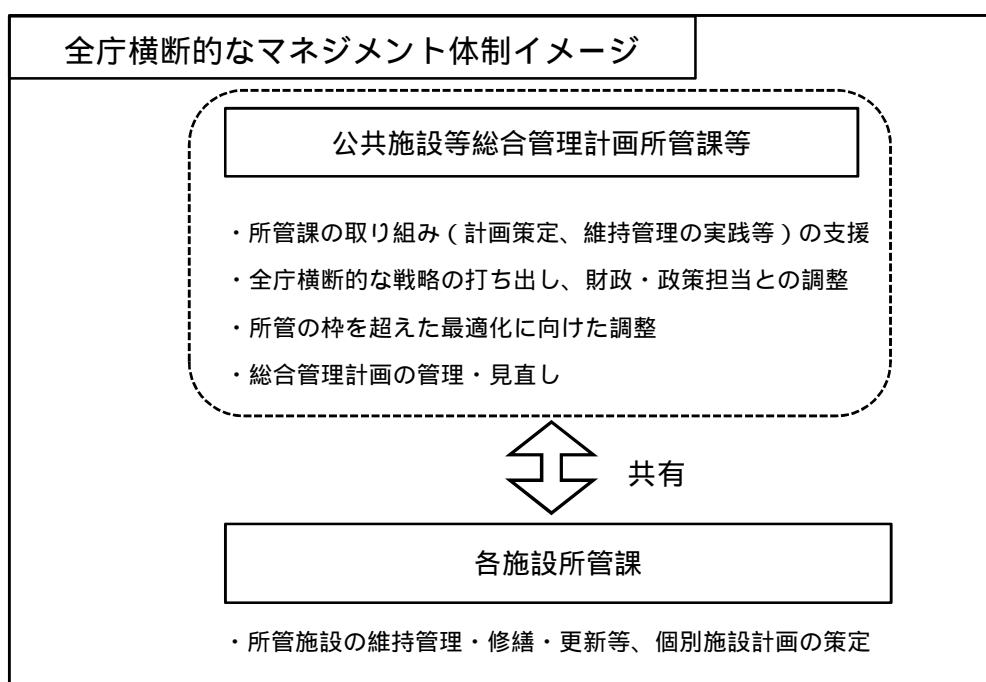 全庁横断的なマネジメント体制イメージ
公共施設等総合管理計画所管課等
・所管課の取り組み(計画策定、維持管理の実践等)の支援
・全庁横断的な戦略の打ち出し、財政・政策担当との調整
・所管の枠を超えた最適化に向けた調整
・総合管理計画の管理・見直し
共有
各施設所管課
・所管施設の維持管理・修繕・更新等、個別施設計画の策定